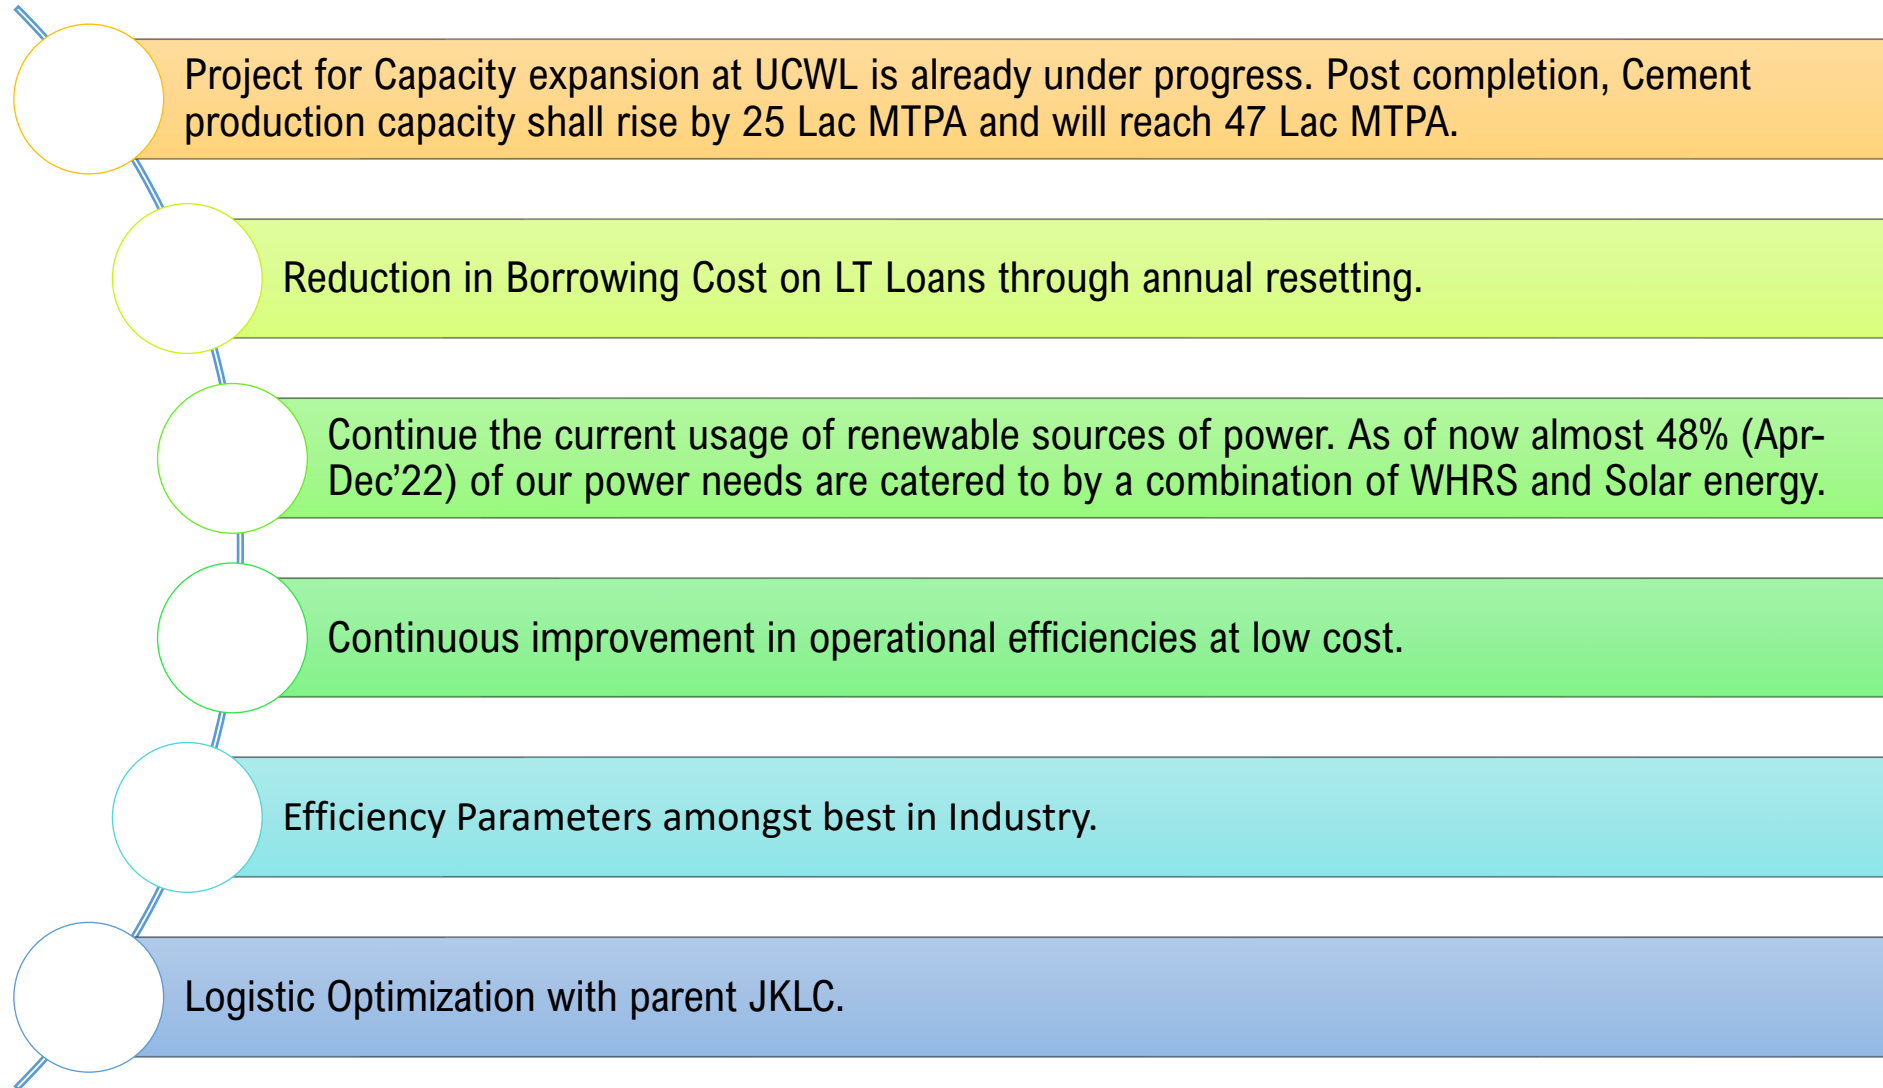 Project for Capacity expansion at UCWL is already under progress. Post completion, Cement
production capacity shall rise by 25 Lac MTPA and will reach 47 Lac MTPA.
Reduction in Borrowing Cost on LT Loans through annual resetting.
Continue the current usage of renewable sources of power. As of now almost 48% (Apr-
Dec’22) of our power needs are catered to by a combination of WHRS and Solar energy.
Continuous improvement in operational efficiencies at low cost.
Efficiency Parameters amongst best in Industry.
Logistic Optimization with parent JKLC.